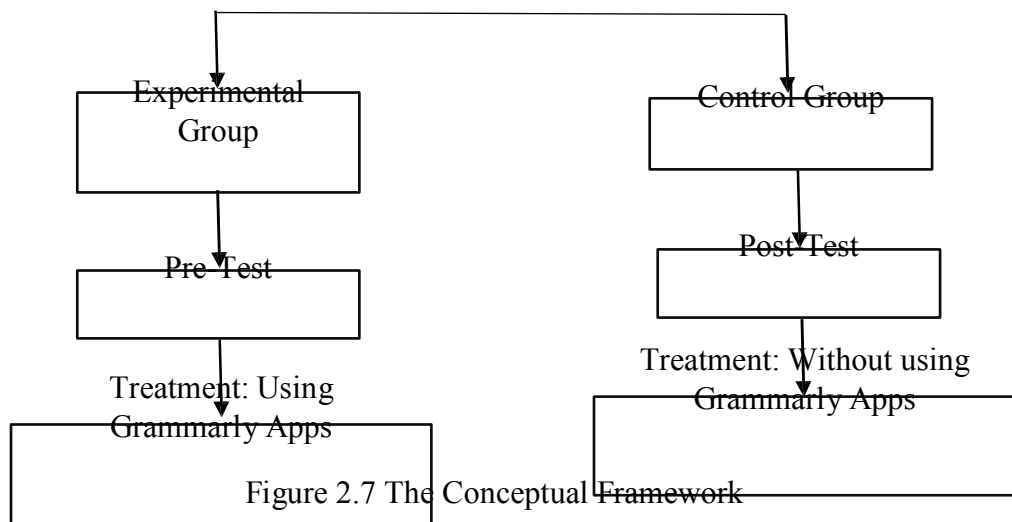 Experimental
Group
Control Group
Pre-Test
Post-Test
Treatment: Using
Grammarly Apps
Treatment: Without using
Grammarly Apps
Figure 2.7 The Conceptual Framework